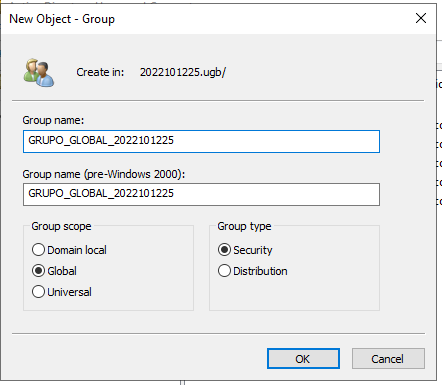 New Object - Group
Create in: 2022101225.ugb/
Group name:
GRUPO_GLOBAL_2022101225
Group name (pre-Windows 2000):
GRUPO_GLOBAL_2022101225
Group scope
Domain local
Global
Universal
Group type
Security
Distribution
OK
Cancel